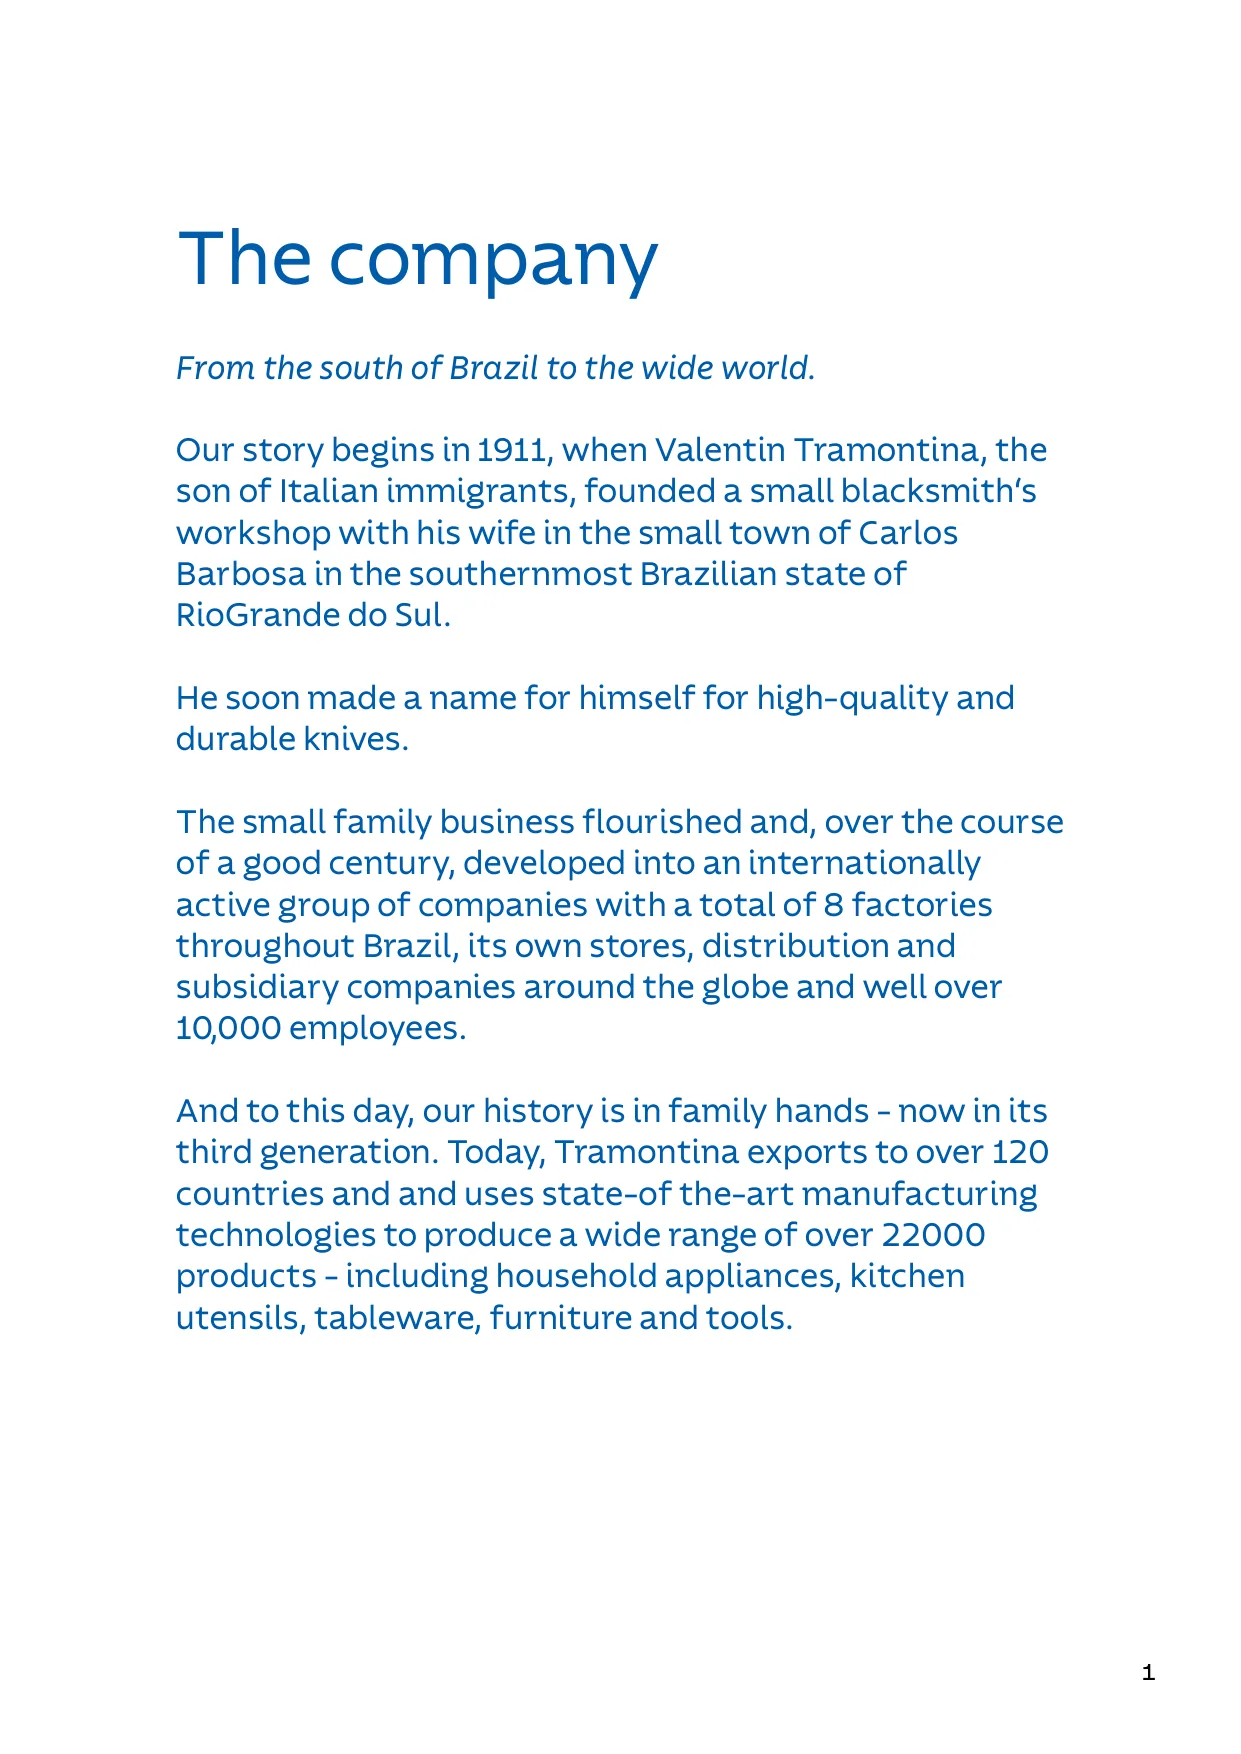 The company
From the south of Brazil to the wide world.
Our story begins in 1911, when Valentin Tramontina, the
son of Italian immigrants, founded a small blacksmith‘s
workshop with his wife in the small town of Carlos
Barbosa in the southernmost Brazilian state of
RioGrande do Sul.
He soon made a name for himself for high-quality and
durable knives.
The small family business flourished and, over the course
of a good century, developed into an internationally
active group of companies with a total of 8 factories
throughout Brazil, its own stores, distribution and
subsidiary companies around the globe and well over
10,000 employees.
And to this day, our history is in family hands - now in its
third generation. Today, Tramontina exports to over 120
countries and and uses state-of the-art manufacturing
technologies to produce a wide range of over 22000
products - including household appliances, kitchen
utensils, tableware, furniture and tools.
1